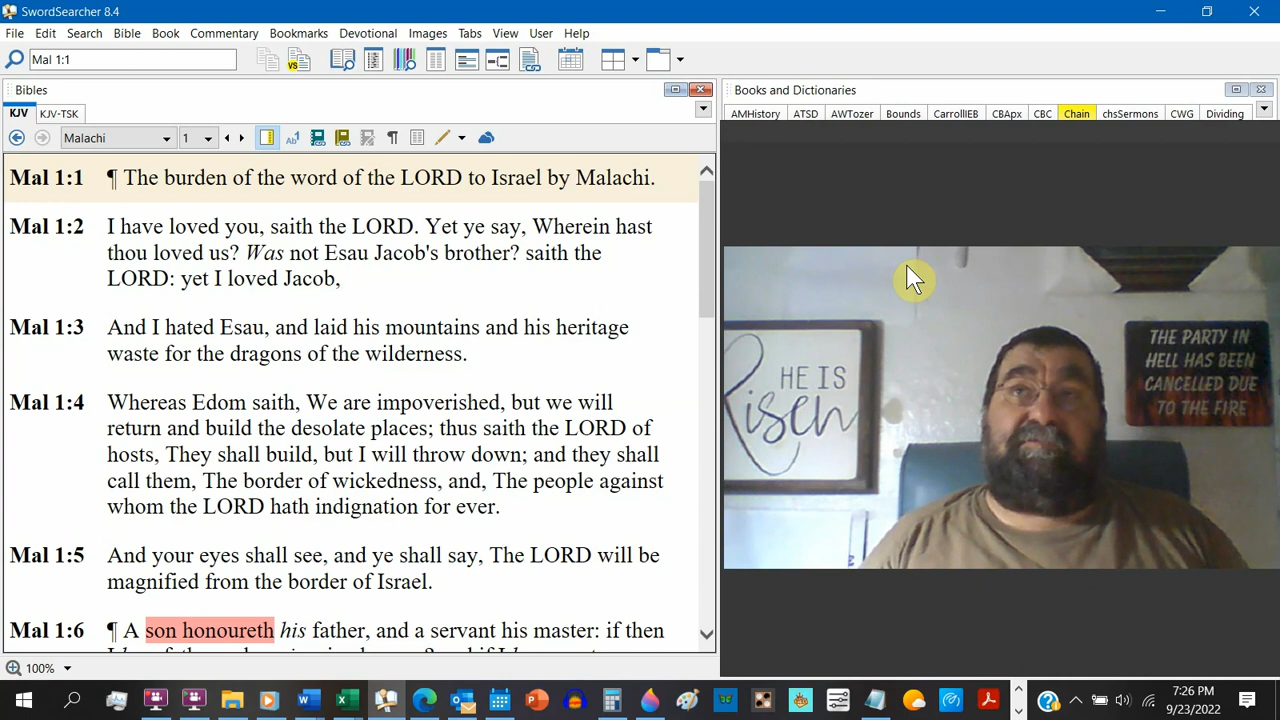 SwordSearcher 8.4
File Edit Search Bible Book Commentary Bookmarks Devotional Images Tabs View User Help
Mal 1:1
VS
Bibles
KJV KJV-TSK
Malachi 1
Mal 1:1 ¶ The burden of the word of the LORD to Israel by Malachi.
Mal 1:2 I have loved you, saith the LORD. Yet ye say, Wherein hast
thou loved us? Was not Esau Jacob's brother? saith the
LORD: yet I loved Jacob,
Mal 1:3 And I hated Esau, and laid his mountains and his heritage
waste for the dragons of the wilderness.
Mal 1:4 Whereas Edom saith, We are impoverished, but we will
return and build the desolate places; thus saith the LORD of
hosts, They shall build, but I will throw down; and they shall
call them, The border of wickedness, and, The people against
whom the LORD hath indignation for ever.
Mal 1:5 And your eyes shall see, and ye shall say, The LORD will be
magnified from the border of Israel.
Mal 1:6 ¶ A son honoureth his father, and a servant his master: if then
100%
Books and Dictionaries
AMHistory ATSD AWTozer Bounds CarrollIEB CBApx CBC Chain chsSermons CWG Dividing
HE IS
Risen
THE PARTY IN
HELL HAS BEEN
CANCELLED DUE
TO THE FIRE
7:26 PM
9/23/2022